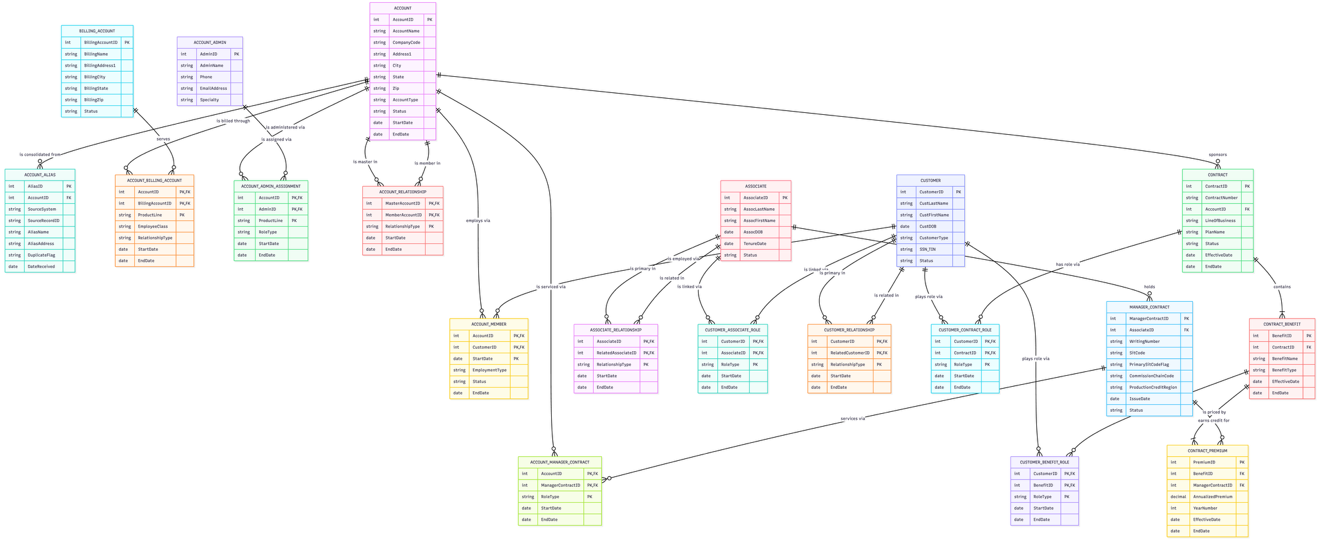 ACCOUNT
int AccountID PK
string AccountName
string CompanyCode
string Address1
string City
string State
string Zip
string AccountType
string Status
date StartDate
date EndDate
BILLING_ACCOUNT
int BillingAccountID PK
string BillingName
string BillingAddress1
string BillingCity
string BillingState
string BillingZip
string Status
ACCOUNT_ADMIN
int AdminID PK
string AdminName
string Phone
string EmailAddress
string Specialty
is billed through
is administered via
serves
is assigned via
is consolidated from
is master in
is member in
sponsors
ACCOUNT_ALIAS
int AliasID PK
int AccountID FK
string SourceSystem
string SourceRecordID
string AliasName
string AliasAddress
string DuplicateFlag
date DateReceived
ACCOUNT_BILLING_ACCOUNT
int AccountID PK,FK
int BillingAccountID PK,FK
string ProductLine PK
string EmployeeClass
string RelationshipType
date StartDate
date EndDate
ACCOUNT_ADMIN_ASSIGNMENT
int AccountID PK,FK
int AdminID PK,FK
string ProductLine PK
string RoleType
date StartDate
date EndDate
ACCOUNT_RELATIONSHIP
int MasterAccountID PK,FK
int MemberAccountID PK,FK
string RelationshipType PK
date StartDate
date EndDate
ASSOCIATE
int AssociateID PK
string AssocLastName
string AssocFirstName
date AssocDOB
date TenureDate
string Status
CUSTOMER
int CustomerID PK
string CustLastName
string CustFirstName
date CustDOB
string CustomerType
string SSN_TIN
string Status
CONTRACT
int ContractID PK
string ContractNumber
int AccountID FK
string LineOfBusiness
string PlanName
string Status
date EffectiveDate
date EndDate
employs via
is employed via
is primary in
is related in
is linked via
is serviced via
is linked
is primary in
is related in
plays role via
has role via
holds
contains
plays role via
ACCOUNT_MEMBER
int AccountID PK,FK
int CustomerID PK,FK
date StartDate PK
string EmploymentType
string Status
date EndDate
ASSOCIATE_RELATIONSHIP
int AssociateID PK,FK
int RelatedAssociateID PK,FK
string RelationshipType PK
date StartDate
date EndDate
CUSTOMER_ASSOCIATE_ROLE
int CustomerID PK,FK
int AssociateID PK,FK
string RoleType PK
date StartDate
date EndDate
CUSTOMER_RELATIONSHIP
int CustomerID PK,FK
int RelatedCustomerID PK,FK
string RelationshipType PK
date StartDate
date EndDate
CUSTOMER_CONTRACT_ROLE
int CustomerID PK,FK
int ContractID PK,FK
string RoleType PK
date StartDate
date EndDate
MANAGER_CONTRACT
int ManagerContractID PK
int AssociateID FK
string WritingNumber
string SitCode
string PrimarySitCodeFlag
string CommissionChainCode
string ProductionCreditRegion
date IssueDate
string Status
CONTRACT_BENEFIT
int BenefitID PK
int ContractID FK
string BenefitName
string BenefitType
date EffectiveDate
date EndDate
services via
is priced by
earns credit for
ACCOUNT_MANAGER_CONTRACT
int AccountID PK,FK
int ManagerContractID PK,FK
string RoleType PK
date StartDate
date EndDate
CUSTOMER_BENEFIT_ROLE
int CustomerID PK,FK
int BenefitID PK,FK
string RoleType PK
date StartDate
date EndDate
CONTRACT_PREMIUM
int PremiumID PK
int BenefitID FK
int ManagerContractID FK
decimal AnnualizedPremium
int YearNumber
date EffectiveDate
date EndDate